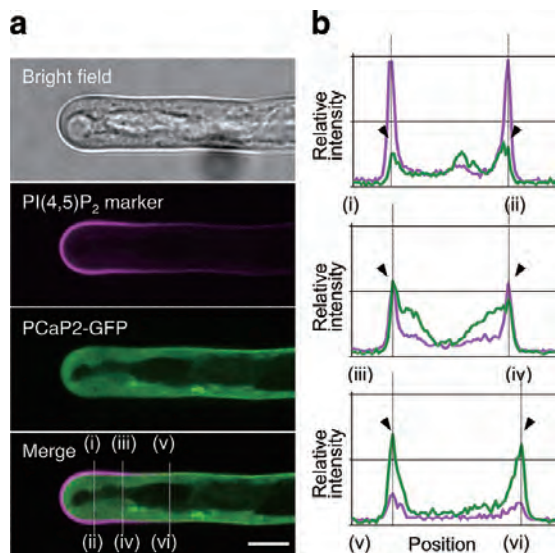 a
Bright field
PI(4,5)P₂ marker
PCaP2-GFP
Merge
(i) (iii) (v)
(ii) (iv) (vi)
b
Relative
intensity
(i) (ii)
Relative
intensity
(iii) (iv)
Relative
intensity
(v) Position (vi)